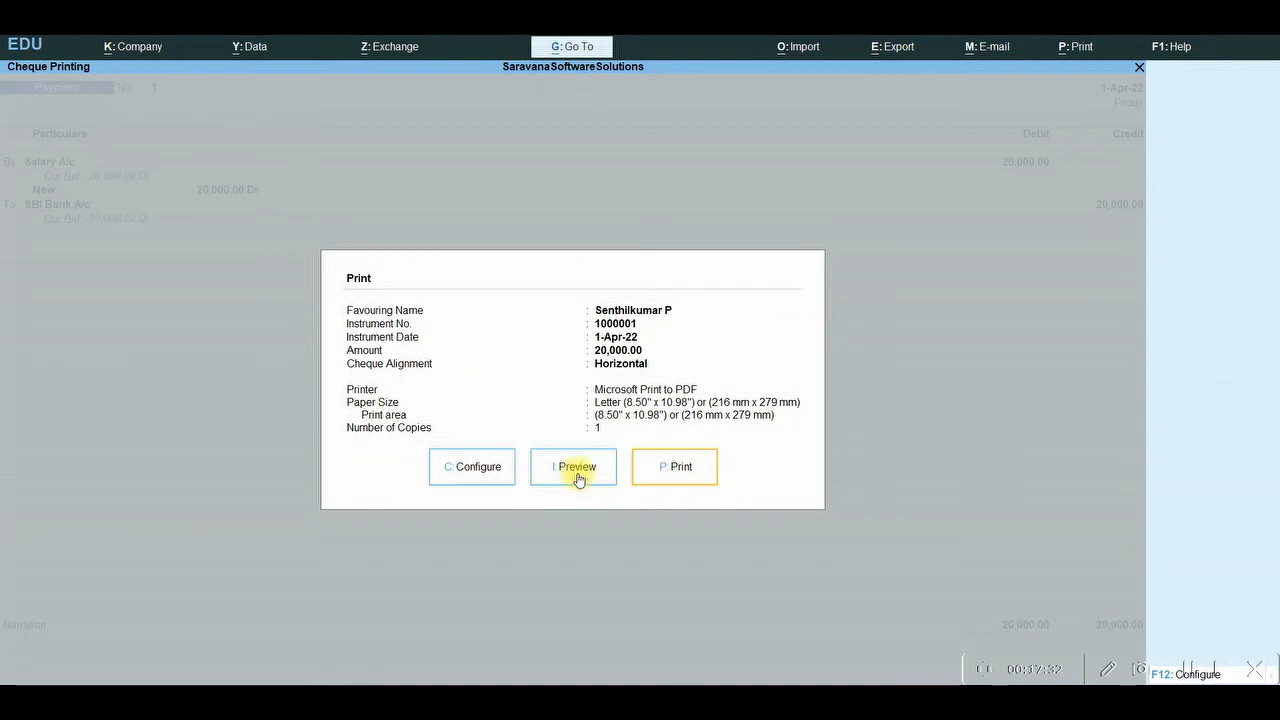 EDU K: Company Y: Data Z: Exchange G: Go To O: Import E: Export M: E-mail P: Print F1: Help
Cheque Printing SaravanaSoftwareSolutions
Payment No. 1 1-Apr-22
Friday
Particulars Debit Credit
By Salary A/c 20,000.00
Cur Bal: 20,000.00 Dr
New 20,000.00 Dr
To SBI Bank A/c 20,000.00
Cur Bal: 30,000.00 Dr
Print
Favouring Name : Senthilkumar P
Instrument No. : 1000001
Instrument Date : 1-Apr-22
Amount : 20,000.00
Cheque Alignment : Horizontal
Printer : Microsoft Print to PDF
Paper Size : Letter (8.50" x 10.98") or (216 mm x 279 mm)
Print area : (8.50" x 10.98") or (216 mm x 279 mm)
Number of Copies : 1
C: Configure I: Preview P: Print
Narration 20,000.00 20,000.00
00:17:32
F12: Configure